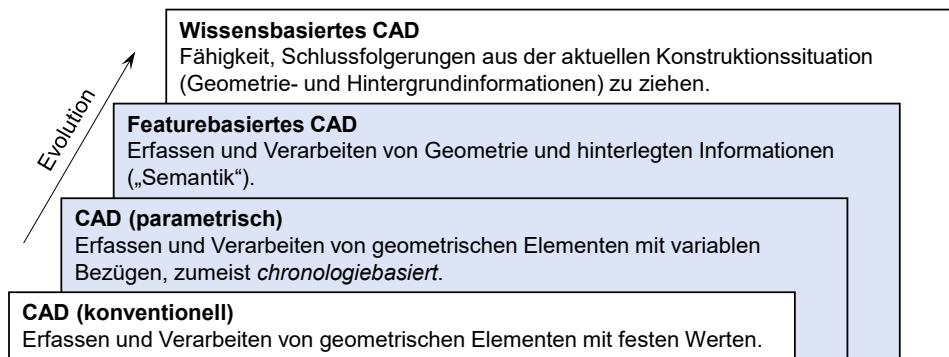 Wissensbasiertes CAD
Fähigkeit, Schlussfolgerungen aus der aktuellen Konstruktionssituation
(Geometrie- und Hintergrundinformationen) zu ziehen.
Evolution
Featurebasiertes CAD
Erfassen und Verarbeiten von Geometrie und hinterlegten Informationen
(„Semantik“).
CAD (parametrisch)
Erfassen und Verarbeiten von geometrischen Elementen mit variablen
Bezügen, zumeist chronologiebasiert.
CAD (konventionell)
Erfassen und Verarbeiten von geometrischen Elementen mit festen Werten.